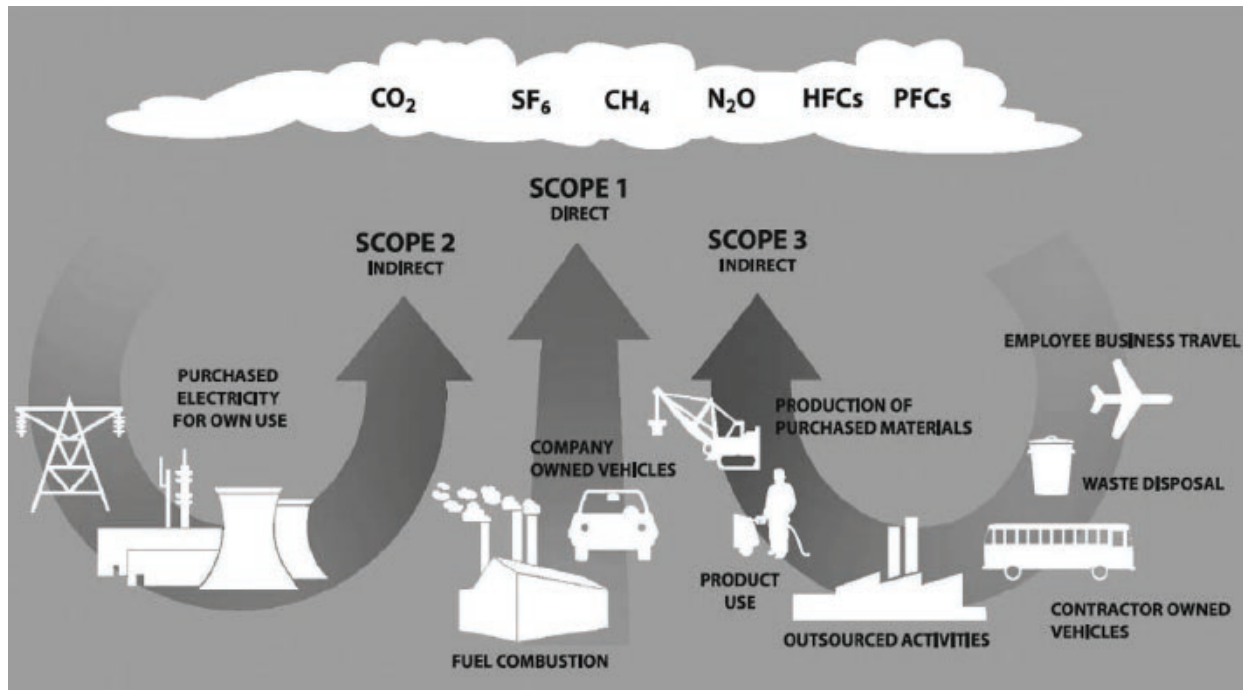 CO₂ SF₆ CH₄ N₂O HFCs PFCs
SCOPE 1
DIRECT
SCOPE 2
INDIRECT
SCOPE 3
INDIRECT
PURCHASED
ELECTRICITY
FOR OWN USE
COMPANY
OWNED VEHICLES
FUEL COMBUSTION
PRODUCTION OF
PURCHASED MATERIALS
PRODUCT
USE
OUTSOURCED ACTIVITIES
EMPLOYEE BUSINESS TRAVEL
WASTE DISPOSAL
CONTRACTOR OWNED
VEHICLES